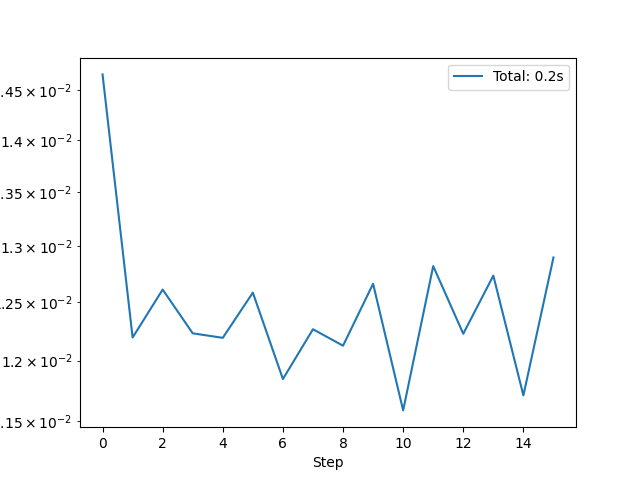 Total: 0.2s
.45 × 10⁻²
1.4 × 10⁻²
.35 × 10⁻²
1.3 × 10⁻²
1.25 × 10⁻²
1.2 × 10⁻²
.15 × 10⁻²
0 2 4 6 8 10 12 14
Step